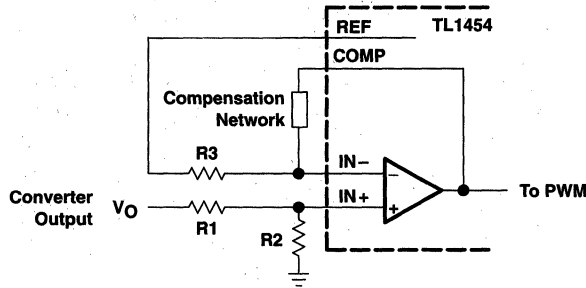 REF
TL1454
COMP
Compensation
Network
R3
IN−
Converter
Output
VO
R1
IN+
R2
−
+
To PWM